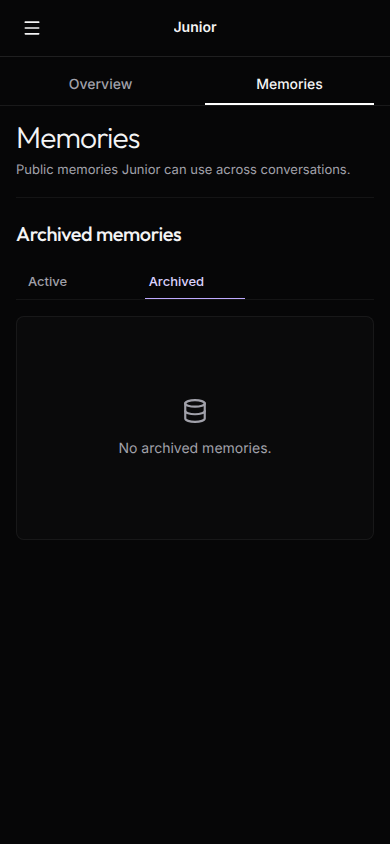 Junior
Overview
Memories
Memories
Public memories Junior can use across conversations.
Archived memories
Active
Archived
No archived memories.